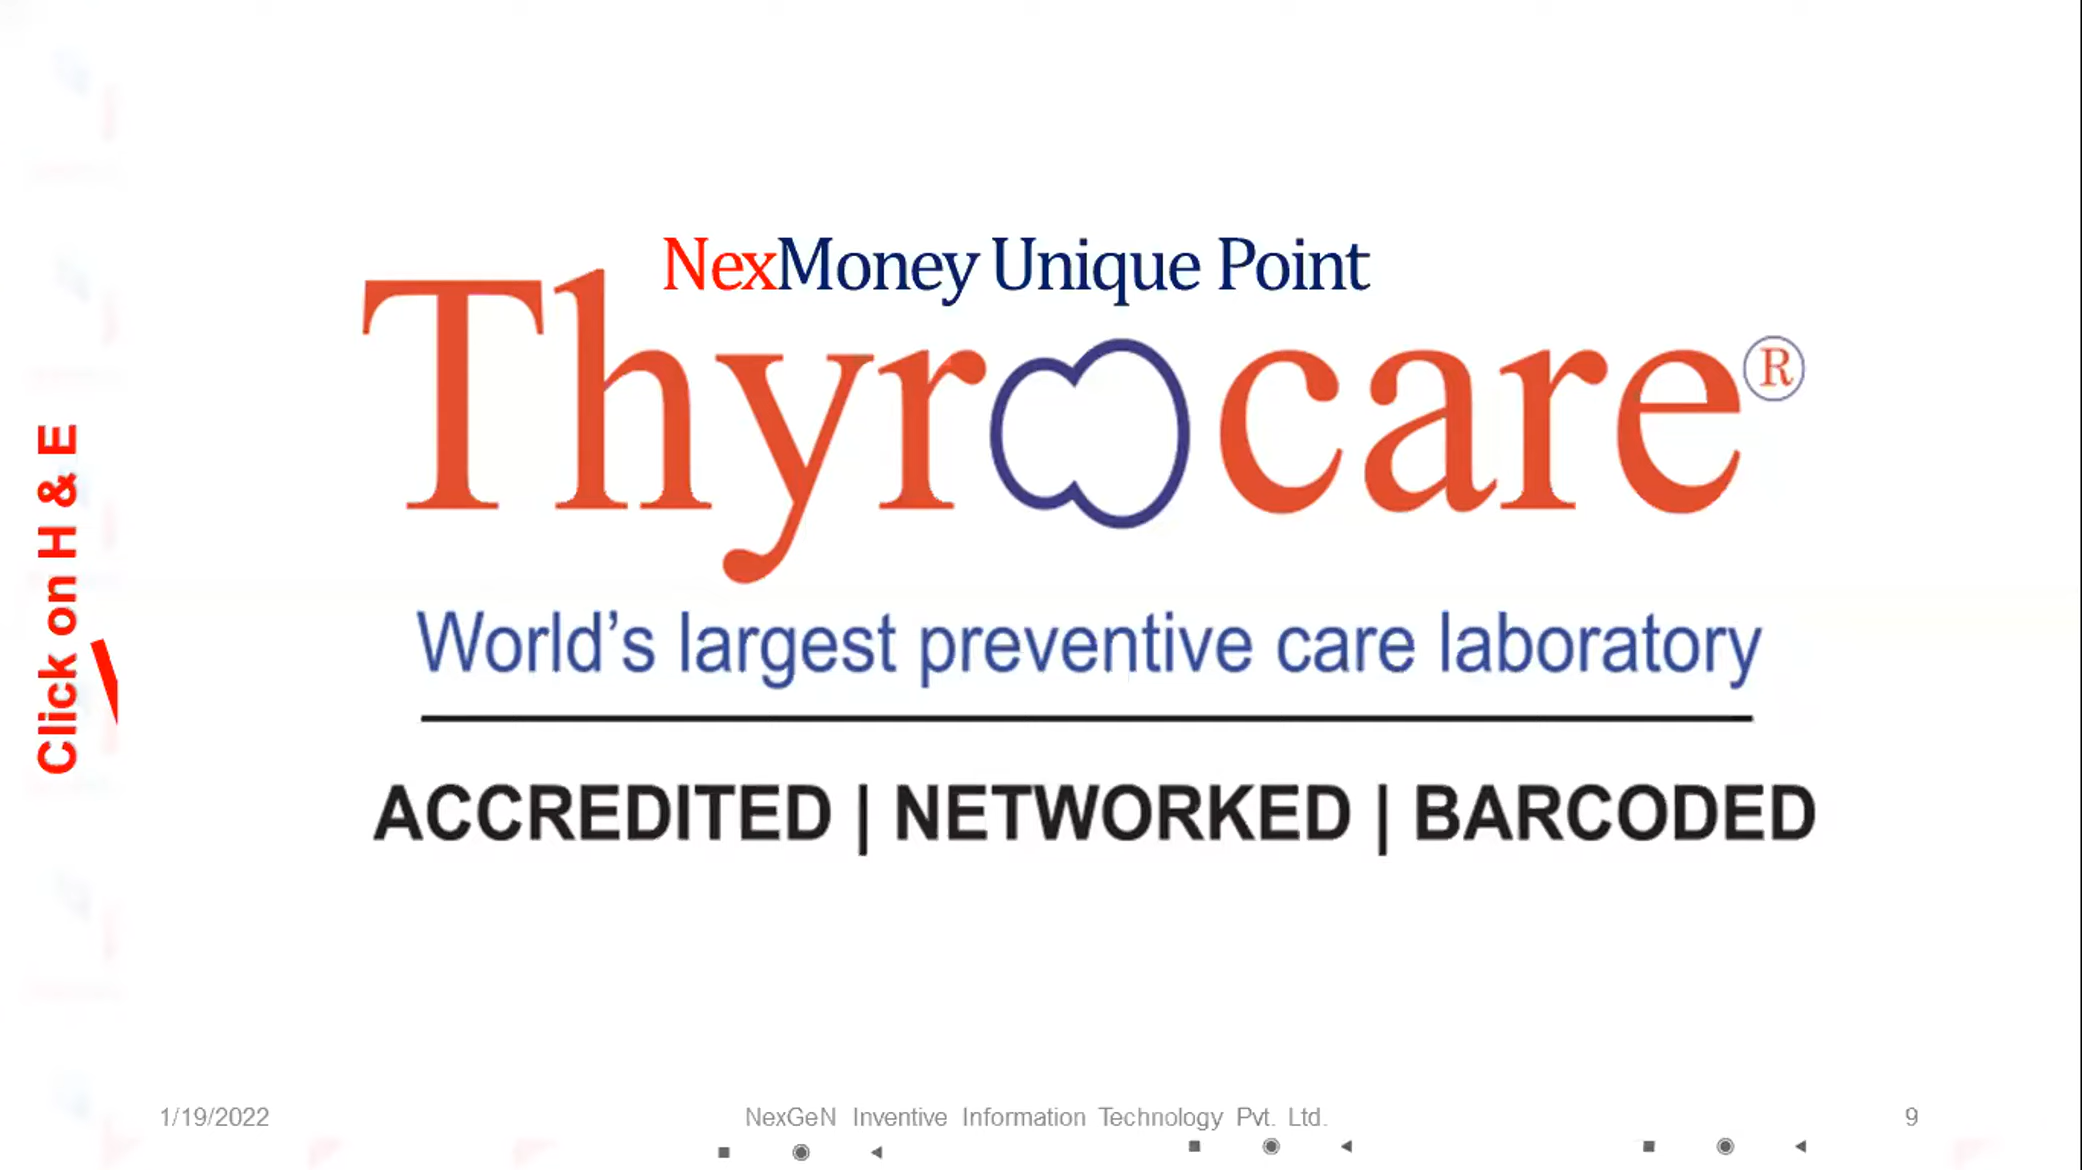 NexMoney Unique Point
Thyrocare®
World's largest preventive care laboratory
ACCREDITED | NETWORKED | BARCODED
Click on H & E
1/19/2022
NexGeN Inventive Information Technology Pvt. Ltd.
9